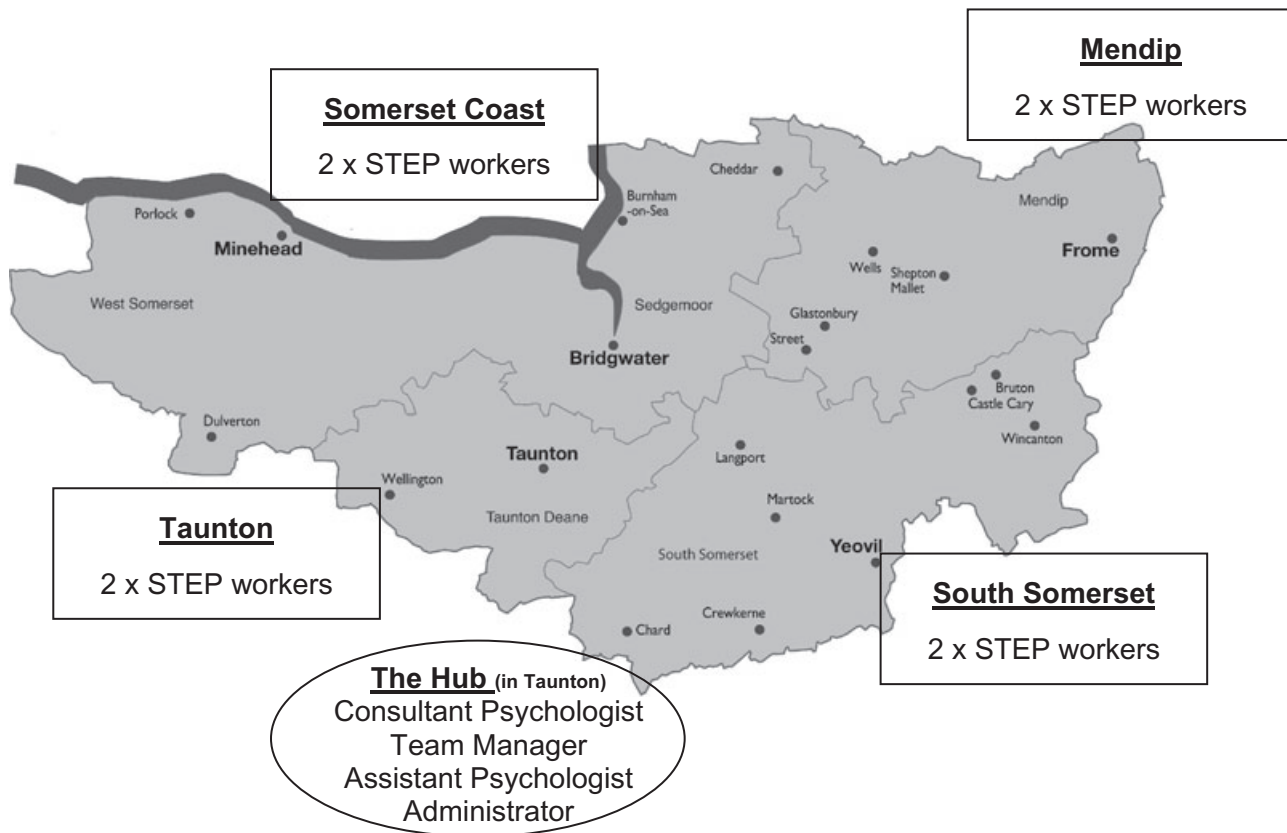 Mendip
2 x STEP workers
Somerset Coast
2 x STEP workers
Cheddar
Burnham
-on-Sea
Porlock
Minehead
Mendip
Frome
Wells
Shepton
Mallet
West Somerset
Sedgemoor
Glastonbury
Street
Bridgwater
Bruton
Castle Cary
Wincanton
Dulverton
Taunton
Langport
Wellington
Martock
Taunton Deane
Yeovil
South Somerset
Taunton
2 x STEP workers
South Somerset
2 x STEP workers
Chard
Crewkerne
The Hub (in Taunton)
Consultant Psychologist
Team Manager
Assistant Psychologist
Administrator